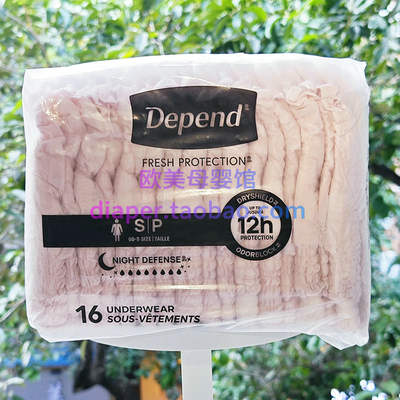 Depend
FRESH PROTECTION
欧美母婴馆
diaper.taobao.com
DRYSHIELD
UP TO
12h
PROTECTION
ODORBLOCK
S|P
SIZE | TAILLE
NIGHT DEFENSE
16 UNDERWEAR
SOUS-VÊTEMENTS